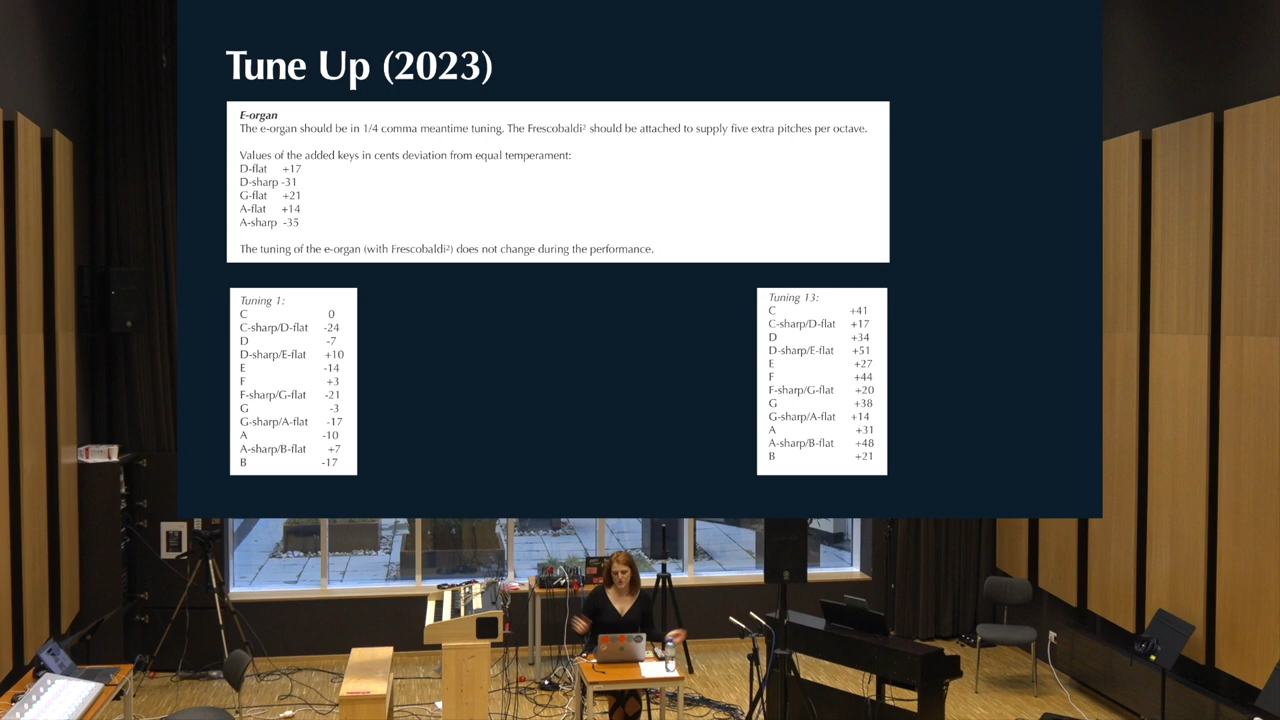 Tune Up (2023)
E-organ
The e-organ should be in 1/4 comma meantime tuning. The Frescobaldi² should be attached to supply five extra pitches per octave.
Values of the added keys in cents deviation from equal temperament:
D-flat +17
D-sharp -31
G-flat +21
A-flat +14
A-sharp -35
The tuning of the e-organ (with Frescobaldi²) does not change during the performance.
Tuning 1:
C 0
C-sharp/D-flat -24
D -7
D-sharp/E-flat +10
E -14
F +3
F-sharp/G-flat -21
G -3
G-sharp/A-flat -17
A -10
A-sharp/B-flat +7
B -17
Tuning 13:
C +41
C-sharp/D-flat +17
D +34
D-sharp/E-flat +51
E +27
F +44
F-sharp/G-flat +20
G +38
G-sharp/A-flat +14
A +31
A-sharp/B-flat +48
B +21